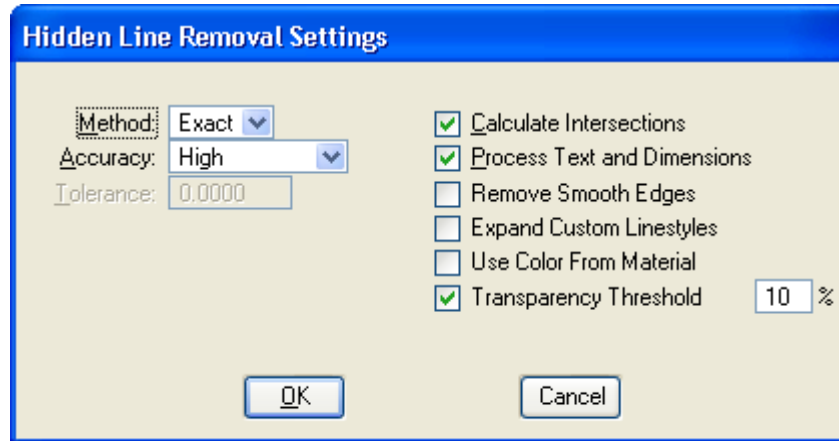 Hidden Line Removal Settings
Method: Exact
Accuracy: High
Tolerance: 0.0000
Calculate Intersections
Process Text and Dimensions
Remove Smooth Edges
Expand Custom Linestyles
Use Color From Material
Transparency Threshold 10 %
OK
Cancel